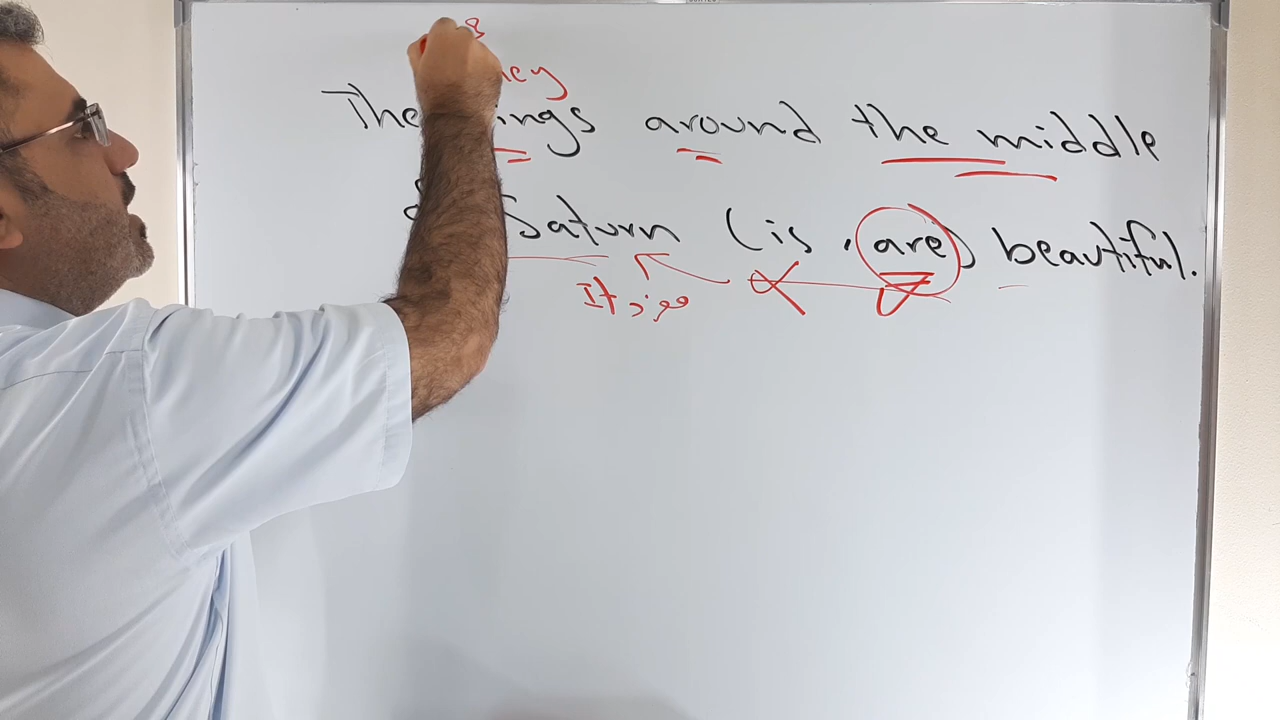 The ings around the middle
Saturn (is , are) beautiful.
It مفرد